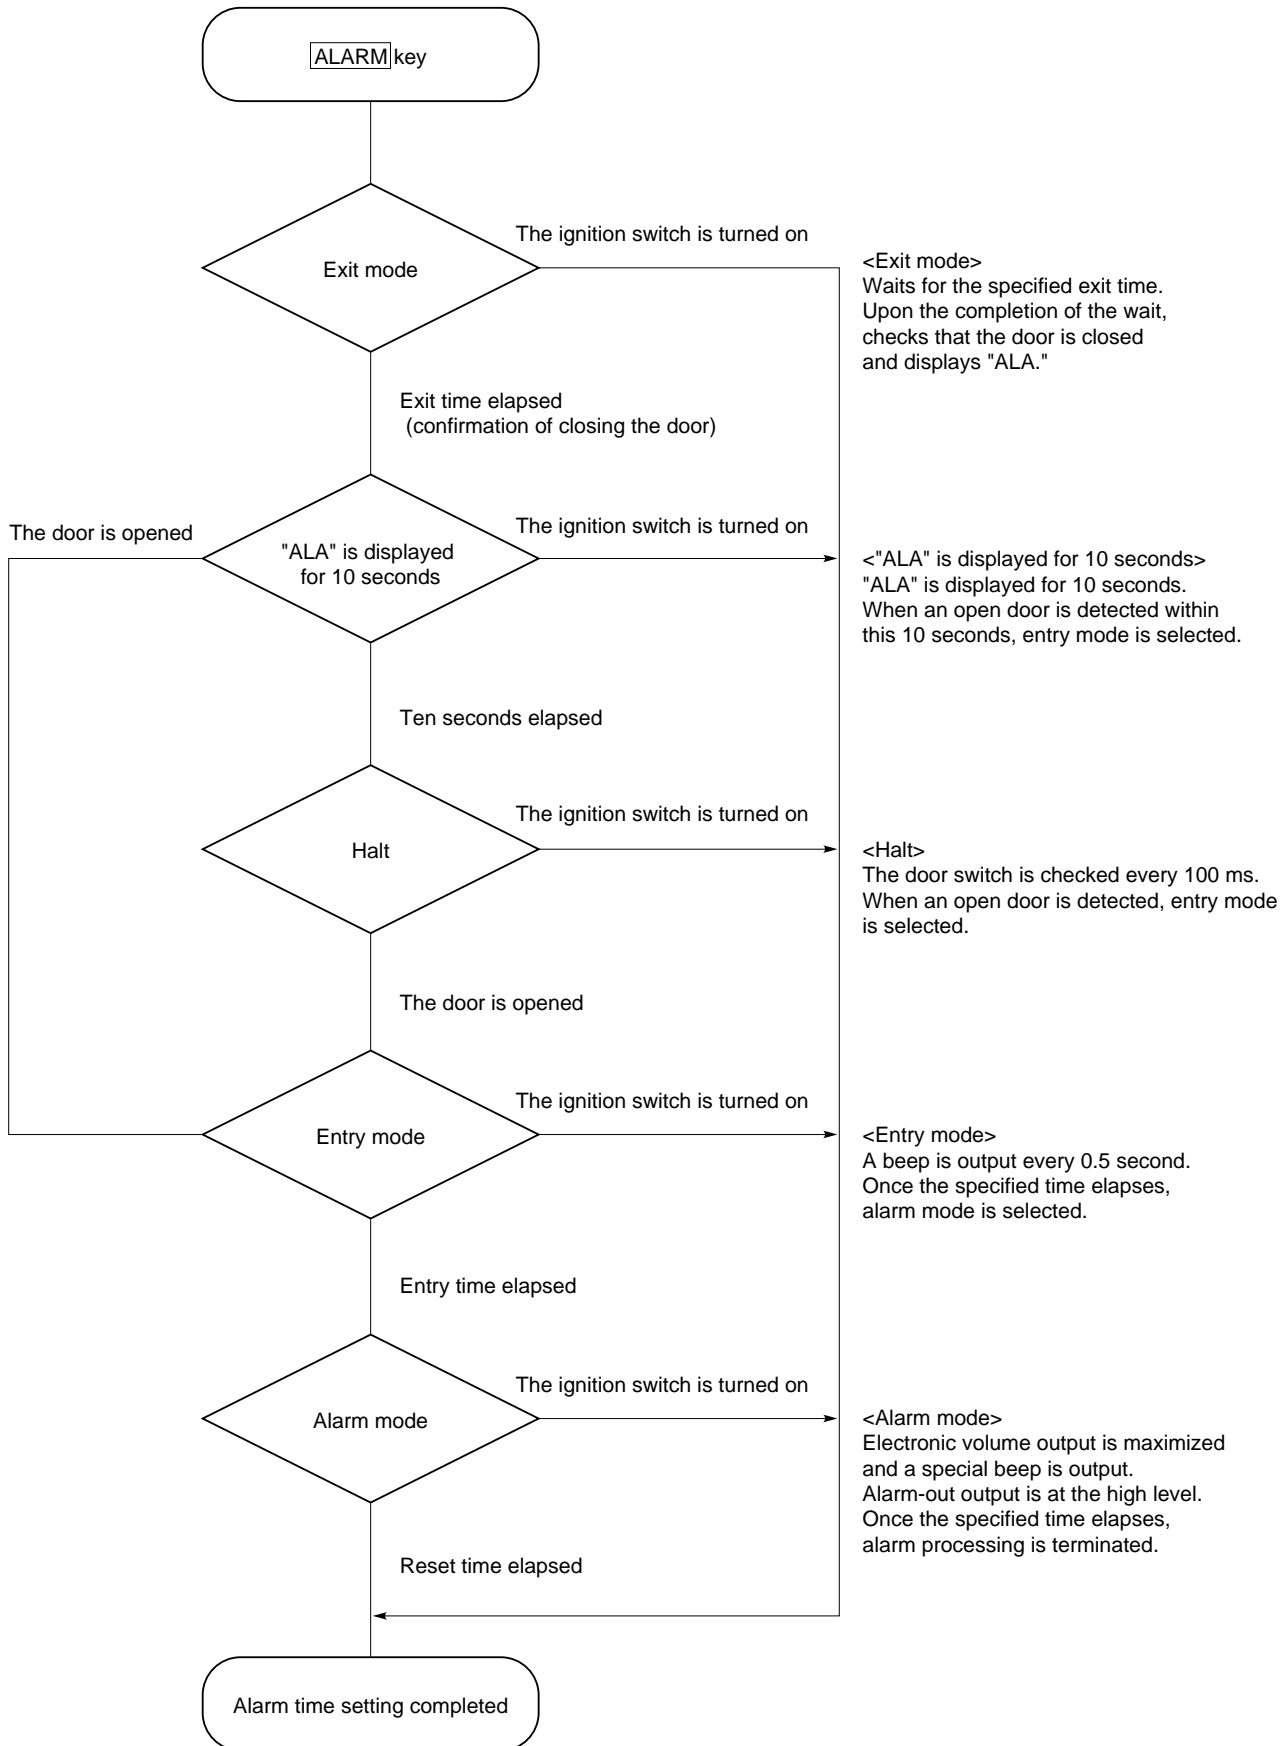 ALARM key
The ignition switch is turned on
Exit mode
<Exit mode>
Waits for the specified exit time.
Upon the completion of the wait,
checks that the door is closed
and displays "ALA."
Exit time elapsed
(confirmation of closing the door)
The door is opened
The ignition switch is turned on
"ALA" is displayed
for 10 seconds
<"ALA" is displayed for 10 seconds>
"ALA" is displayed for 10 seconds.
When an open door is detected within
this 10 seconds, entry mode is selected.
Ten seconds elapsed
The ignition switch is turned on
Halt
<Halt>
The door switch is checked every 100 ms.
When an open door is detected, entry mode
is selected.
The door is opened
The ignition switch is turned on
Entry mode
<Entry mode>
A beep is output every 0.5 second.
Once the specified time elapses,
alarm mode is selected.
Entry time elapsed
The ignition switch is turned on
Alarm mode
<Alarm mode>
Electronic volume output is maximized
and a special beep is output.
Alarm-out output is at the high level.
Once the specified time elapses,
alarm processing is terminated.
Reset time elapsed
Alarm time setting completed